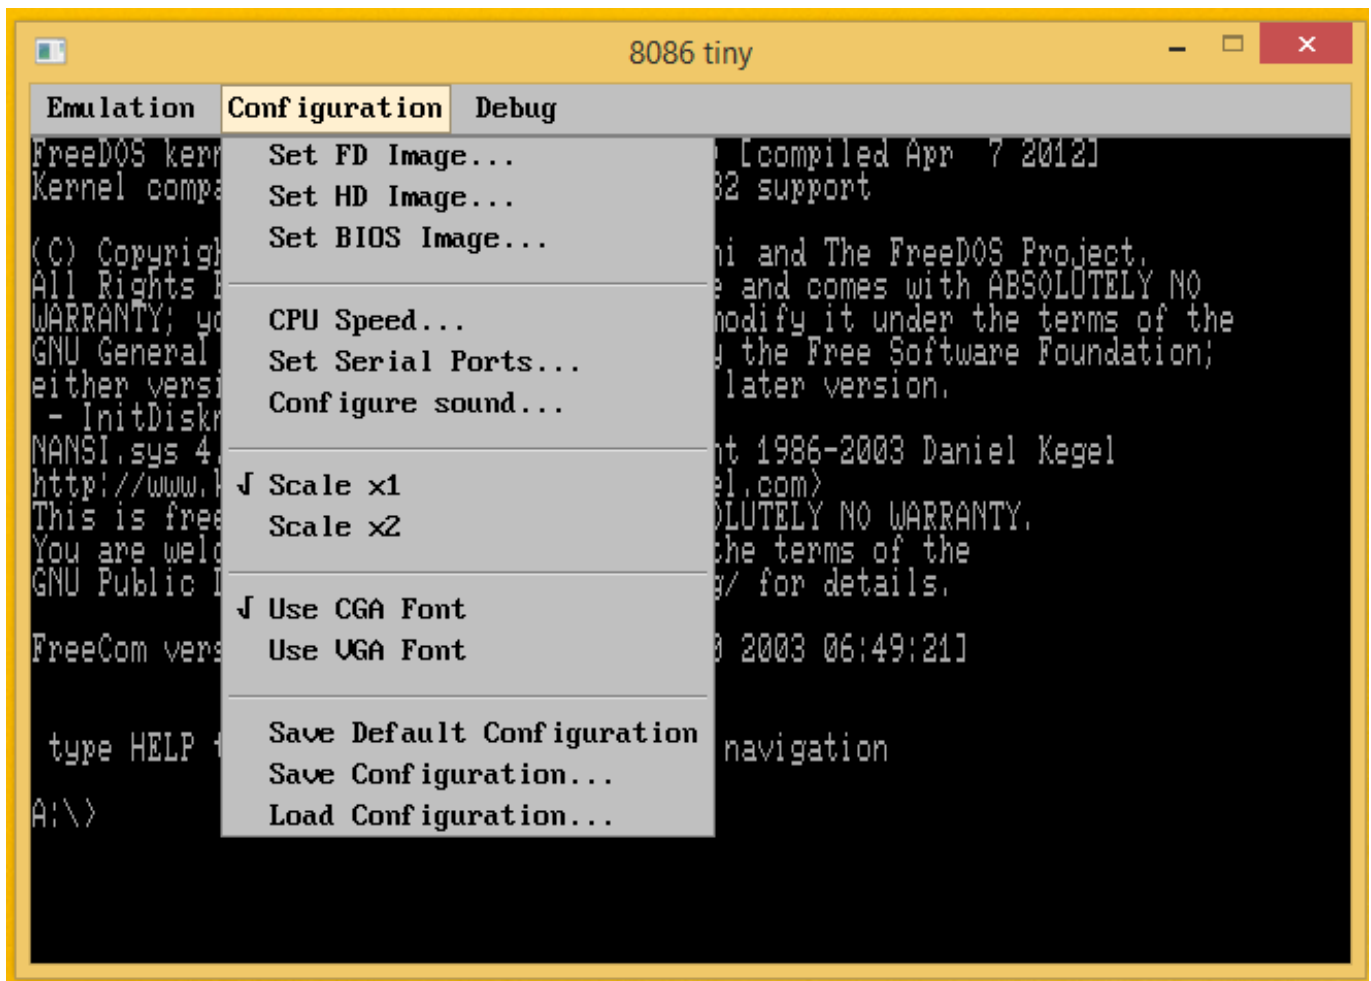 8086 tiny
Emulation Configuration Debug
FreeDOS kern [compiled Apr 7 2012]
Kernel compa 32 support
(C) Copyrigh and The FreeDOS Project.
All Rights and comes with ABSOLUTELY NO
WARRANTY; yo modify it under the terms of the
GNU General the Free Software Foundation;
either versi later version.
- InitDisk
NANSI.sys 4. 1986-2003 Daniel Kegel
http://www. .com>
This is free NO WARRANTY.
You are welc the terms of the
GNU Public / for details.
FreeCom vers 2003 06:49:21]
type HELP navigation
A:\>
Set FD Image...
Set HD Image...
Set BIOS Image...
CPU Speed...
Set Serial Ports...
Configure sound...
√ Scale x1
Scale x2
√ Use CGA Font
Use VGA Font
Save Default Configuration
Save Configuration...
Load Configuration...